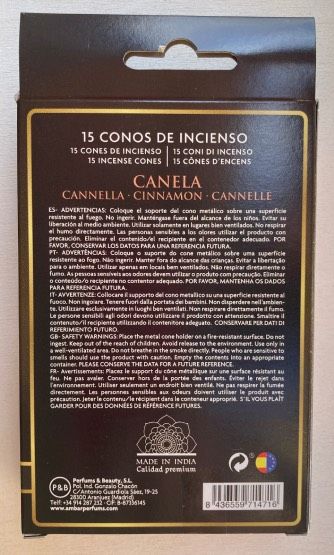 15 CONOS DE INCIENSO
15 CONES DE INCIENSO | 15 CONI DI INCENSO
15 INCENSE CONES | 15 CÔNES D'ENCENS
CANELA
CANNELLA · CINNAMON · CANNELLE
ES- ADVERTENCIAS: Coloque el soporte del cono metálico sobre una superficie
resistente al fuego. No ingerir. Manténgase fuera del alcance de los niños. Evitar su
liberación al medio ambiente. Utilizar solamente en lugares bien ventilados. No respirar
el humo directamente. Las personas sensibles a los olores deben utilizar el producto con
precaución. Eliminar el contenido/el recipiente en el contenedor adecuado. POR
FAVOR, CONSERVAR LOS DATOS PARA UNA REFERENCIA FUTURA.
PT- ADVERTÊNCIAS: Coloque o suporte do cone metálico sobre uma superfície
resistente ao fogo. Não ingerir. Manter fora do alcance das crianças. Evitar a libertação
para o ambiente. Utilizar apenas em locais bem ventilados. Não respirar diretamente o
fumo. As pessoas sensíveis aos odores devem utilizar o produto com precaução. Eliminar
o conteúdo/o recipiente no contentor adequado. POR FAVOR, MANTENHA OS DADOS
PARA REFERÊNCIA FUTURA.
IT- AVVERTENZE: Collocare il supporto del cono metallico su una superficie resistente al
fuoco. Non ingoiare. Tenere fuori dalla portata dei bambini. Non disperdere nell'ambien-
te. Utilizzare esclusivamente in luoghi ben ventilati. Non respirare direttamente il fumo.
Le persone sensibili agli odori devono utilizzare il prodotto con attenzione. Smaltire il
contenuto/il recipiente nel contenitore adeguato. CONSERVARE PER DATI DI
RIFERIMENTO FUTURO.
GB- SAFETY WARNINGS: Place the metal cone holder on a fire-resistant surface. Do not
ingest. Keep out of the reach of children. Avoid release to the environment. Use only in
a well-ventilated area. Do not breathe in the smoke directly. People who are sensitive to
smells should use the product with caution. Empty the contents into an appropriate
container. PLEASE CONSERVE THE DATA FOR A FUTURE REFERENCE.
FR- Avertissements: Placez le support du cône métallique sur une surface résistant au
feu. Ne pas avaler. Conserver hors de la portée des enfants. Éviter le rejet dans
l'environnement. Utiliser seulement un endroit bien ventilé. Ne pas respirer la fumée
directement. Les personnes sensibles aux odeurs doivent utiliser le produit avec
précaution. Jeter le contenu/le récipient dans le conteneur approprié. S'IL VOUS PLAÎT
GARDER POUR DES DONNÉES DE RÉFÉRENCE FUTURES.
MADE IN INDIA
Calidad premium
P&B
Perfums & Beauty, S.L.
Pol. Ind. Gonzalo Chacón
C/Antonio Guardiola Sáez, 19-25
28300 Aranjuez (Madrid)
Telf: +34 914 287 232 · CIF: B-87336145
www.ambarperfums.com
8 436559 714716